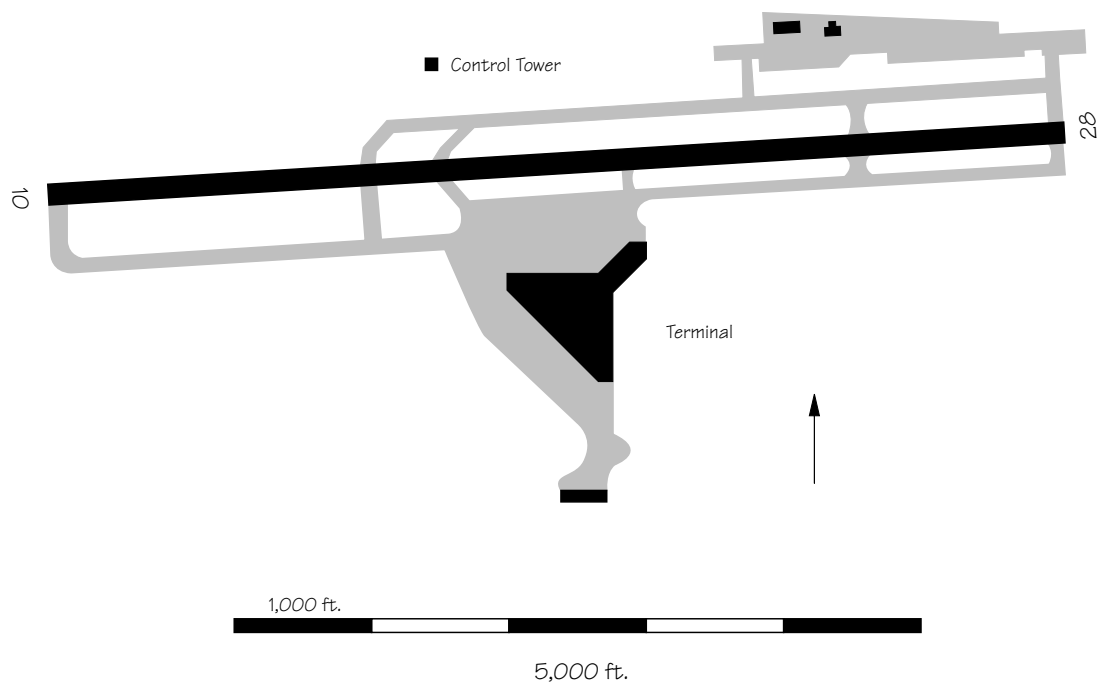 Control Tower
28
10
Terminal
1,000 ft.
5,000 ft.